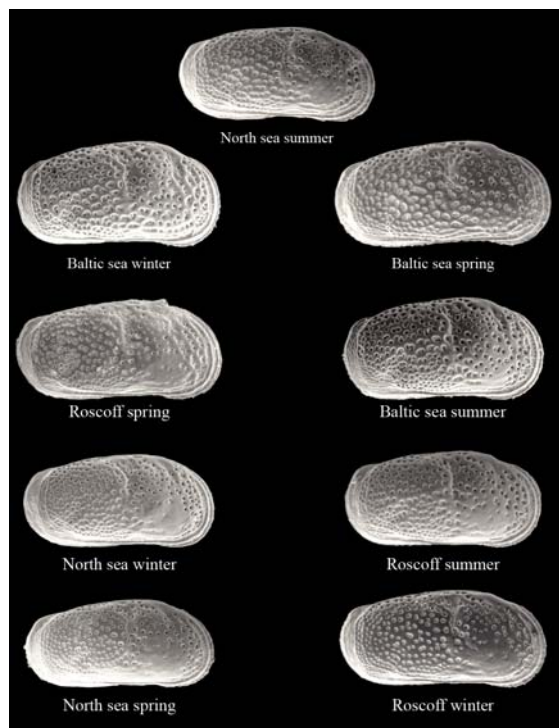 North sea summer
Baltic sea winter
Baltic sea spring
Roscoff spring
Baltic sea summer
North sea winter
Roscoff summer
North sea spring
Roscoff winter